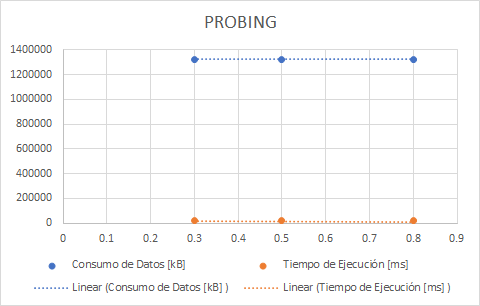 PROBING
1400000
1200000
1000000
800000
600000
400000
200000
0
0 0.1 0.2 0.3 0.4 0.5 0.6 0.7 0.8 0.9
Consumo de Datos [kB] Tiempo de Ejecución [ms]
Linear (Consumo de Datos [kB] ) Linear (Tiempo de Ejecución [ms] )